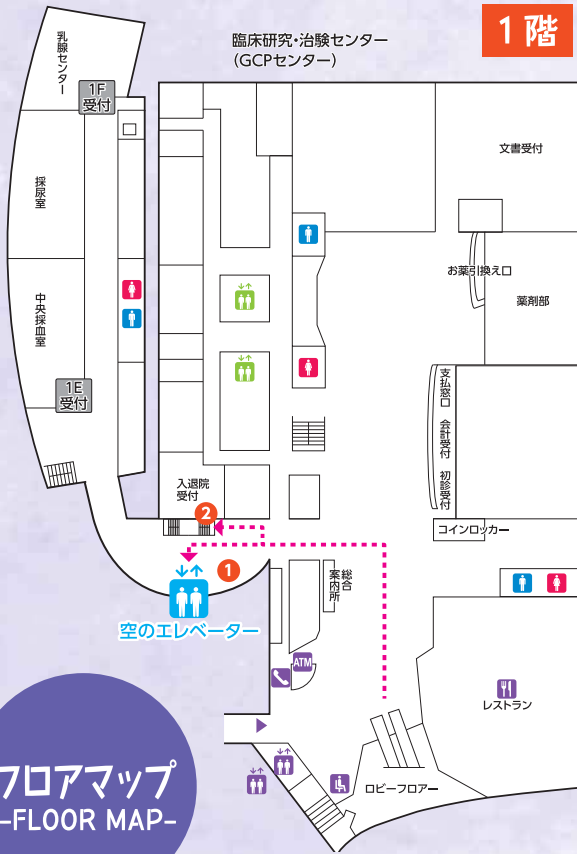 1階
臨床研究・治験センター
(GCPセンター)
乳腺センター
1F
受付
採尿室
中央採血室
1E
受付
文書受付
お薬引換え口
薬剤部
支払窓口 会計受付 初診受付
コインロッカー
入退院
受付
2
1
空のエレベーター
総合
案内所
ATM
レストラン
ロビーフロアー
フロアマップ
-FLOOR MAP-